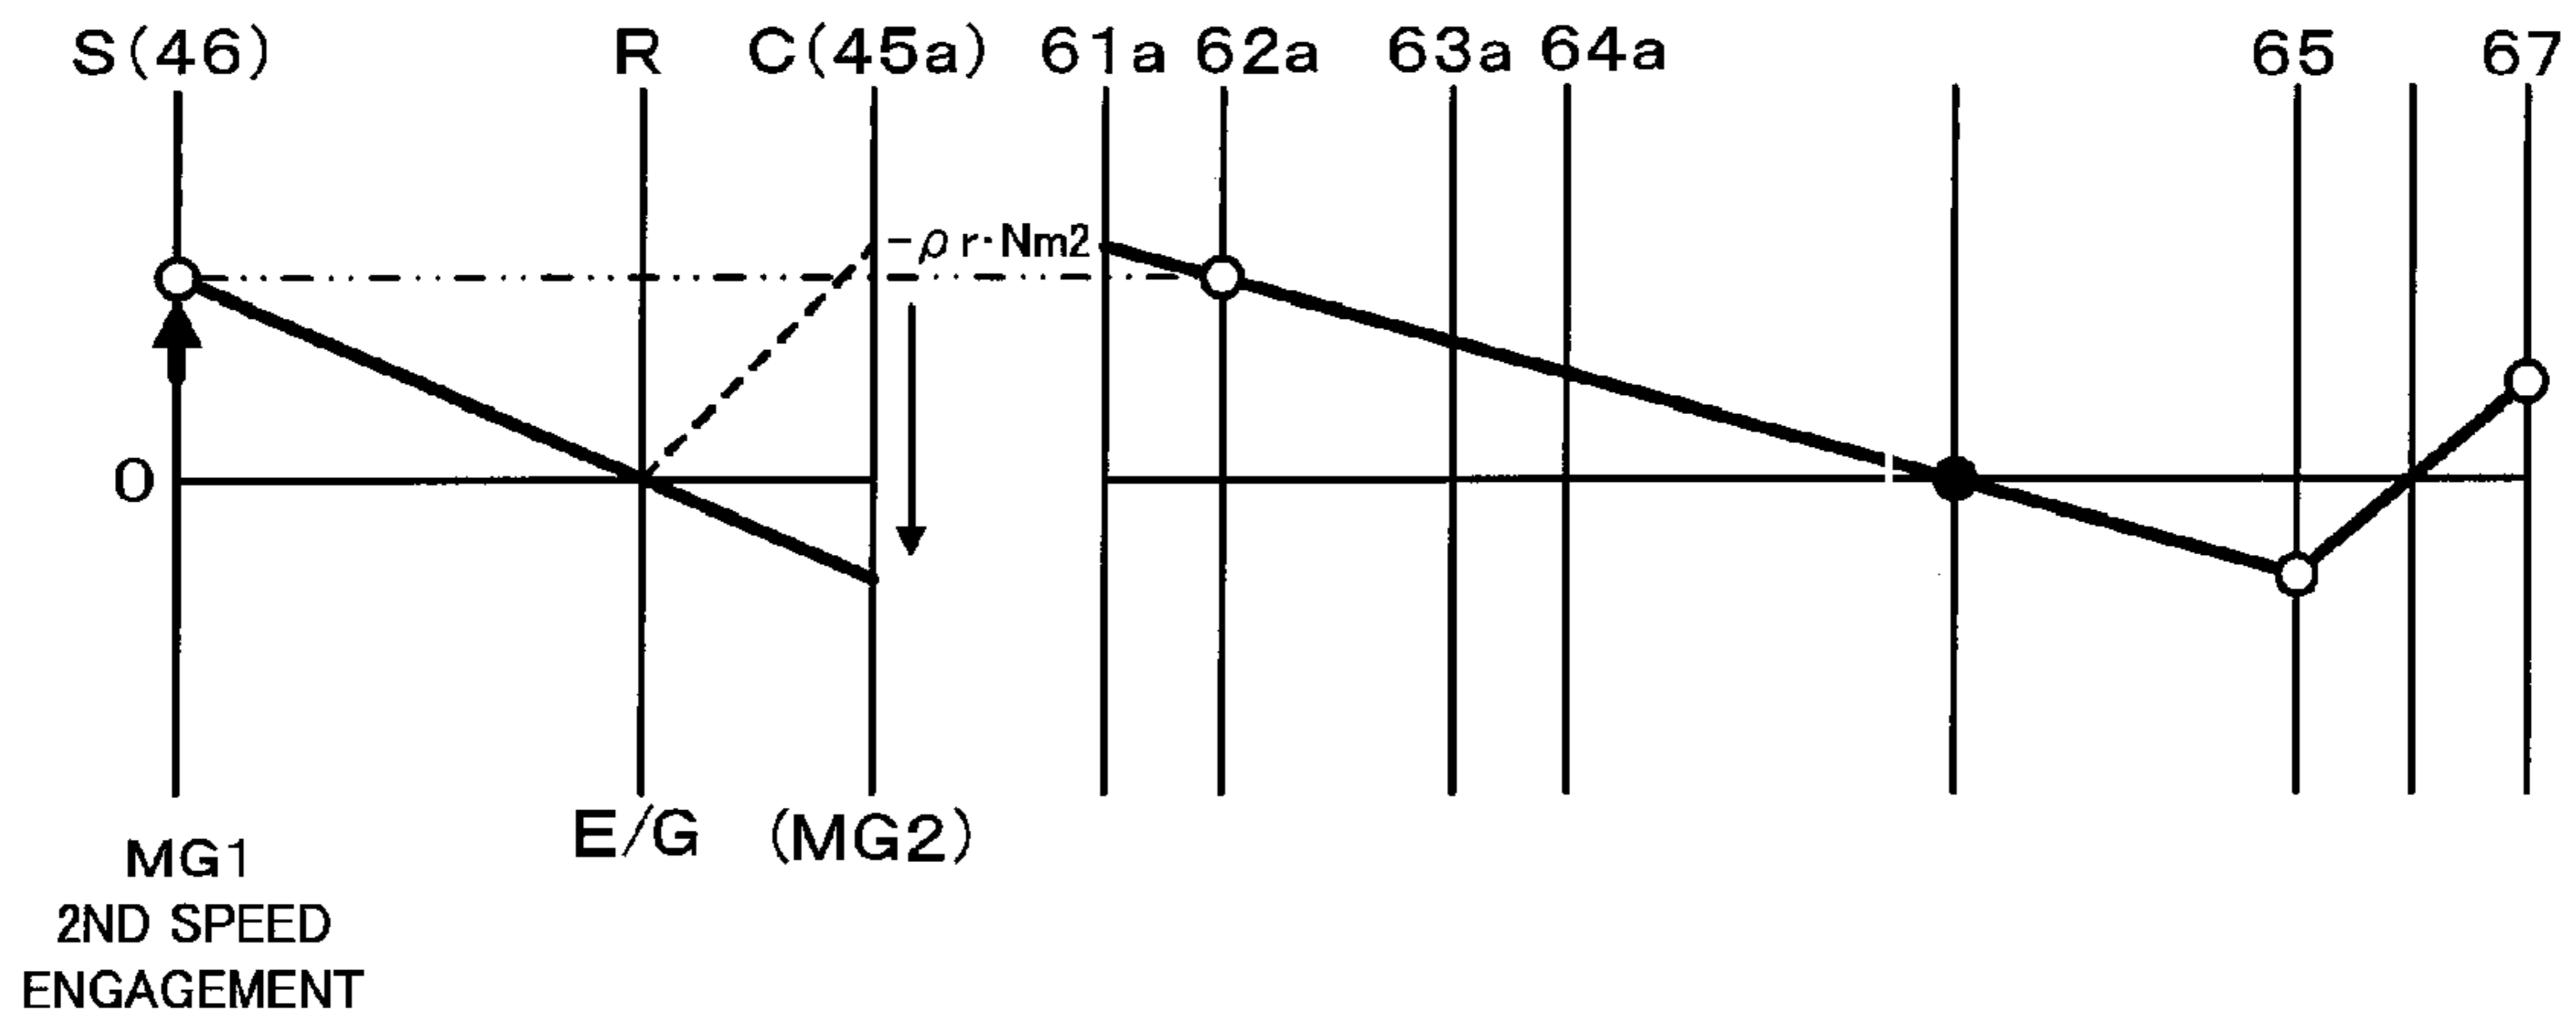 S(46) R C(45a) 61a 62a 63a 64a 65 67
-ρr·Nm2
0
E/G (MG2)
MG1
2ND SPEED
ENGAGEMENT